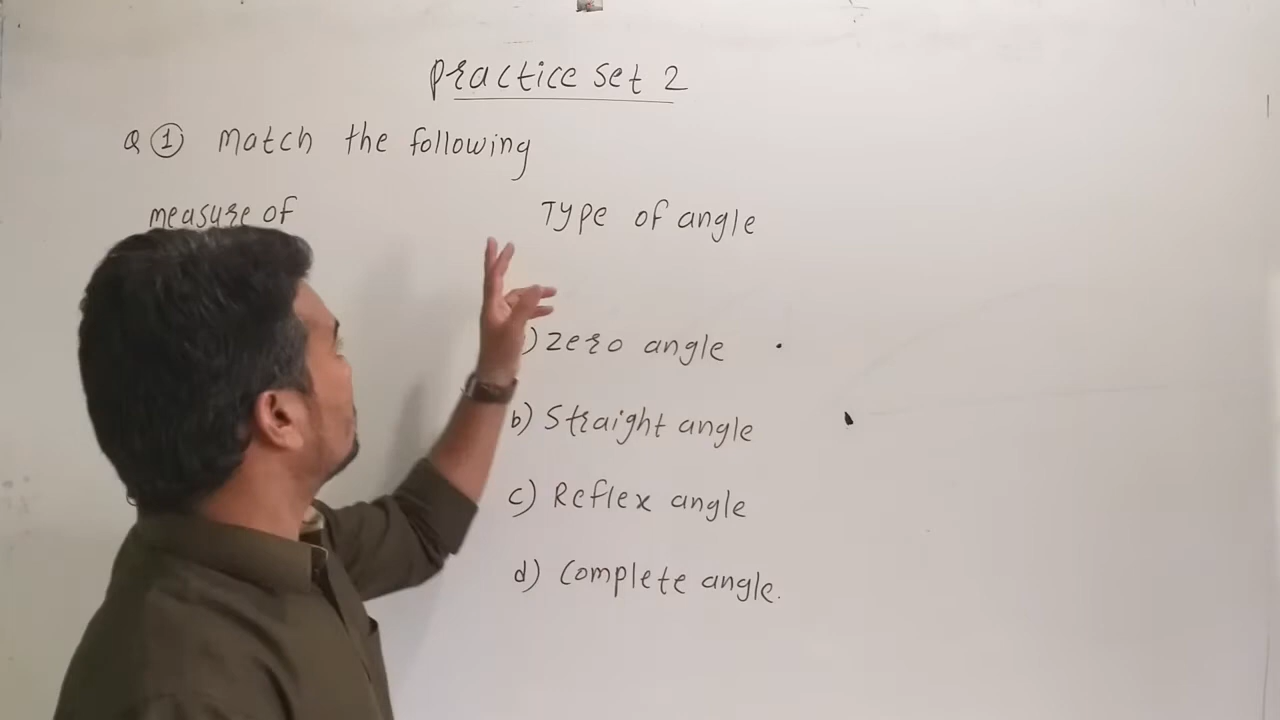 Practice Set 2
Q ① Match the following
measure of
Type of angle
) zero angle
b) Straight angle
c) Reflex angle
d) Complete angle.